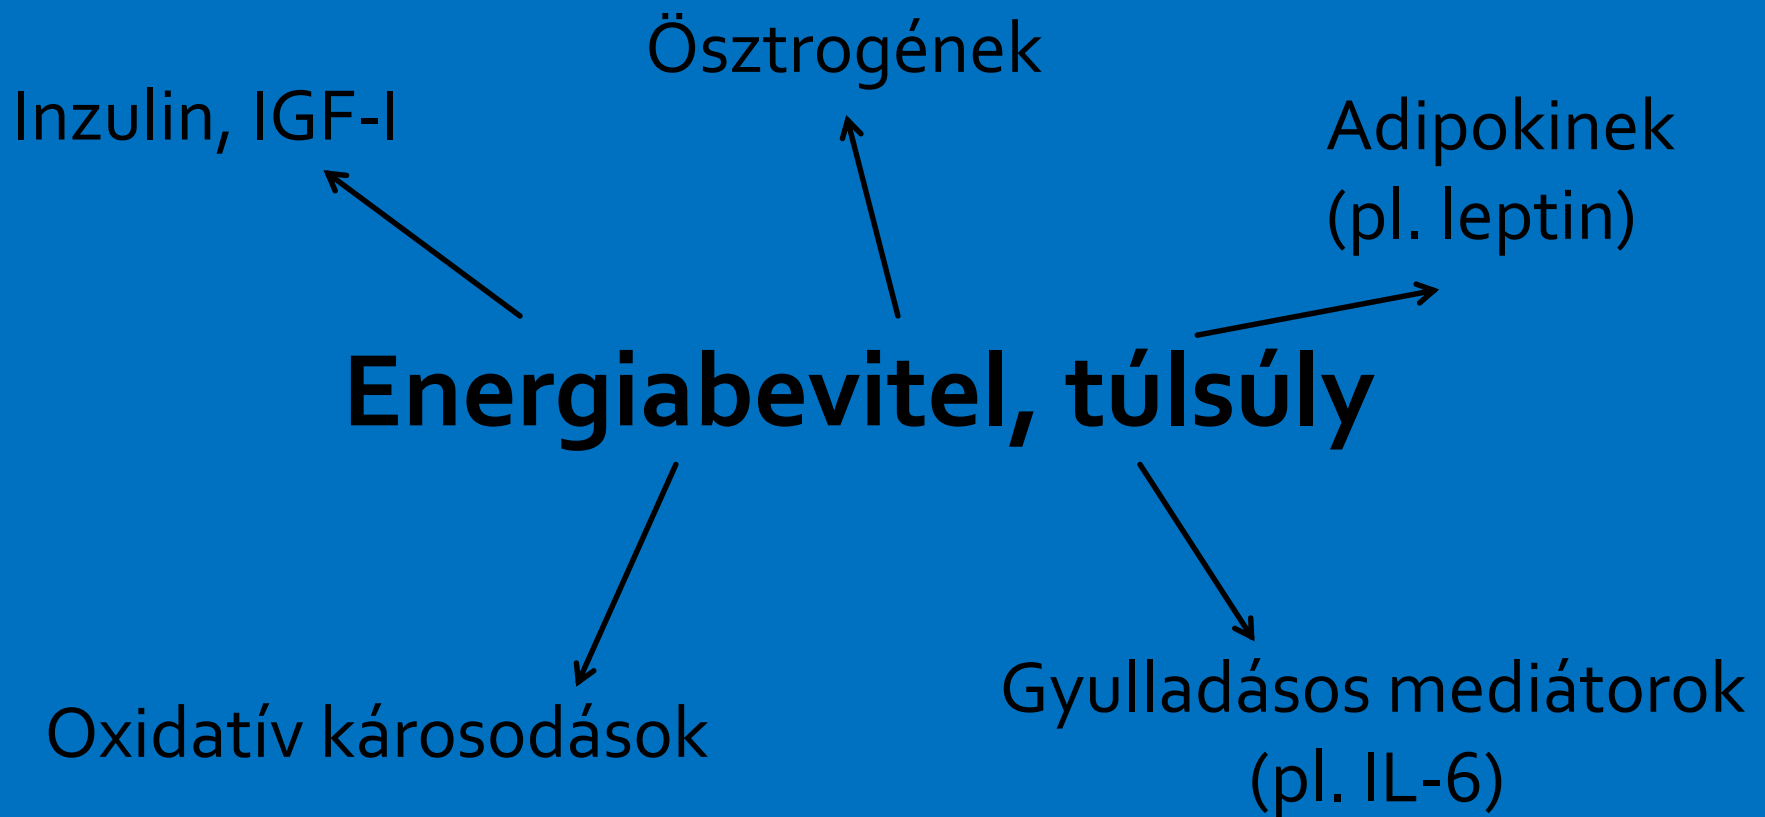 Ösztrogének
Inzulin, IGF-I
Adipokinek
(pl. leptin)
Energiabevitel, túlsúly
Oxidatív károsodások
Gyulladásos mediátorok
(pl. IL-6)